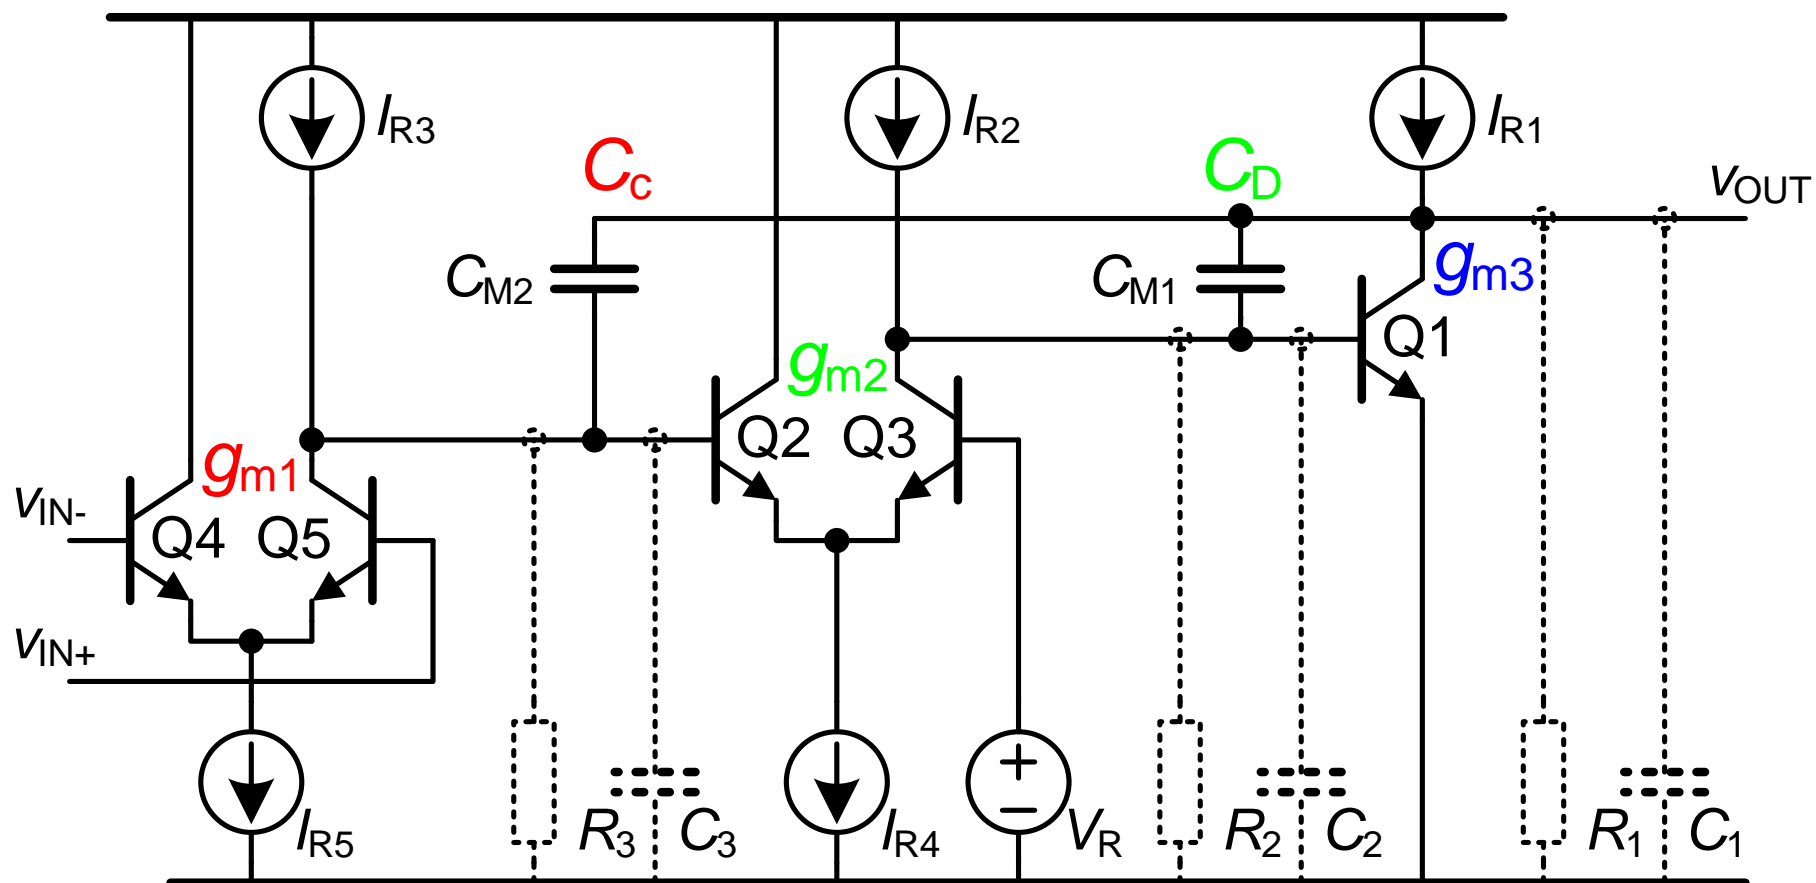 IR3
IR2
IR1
Cc
CD
vOUT
CM2
CM1
gm3
Q1
gm2
Q2
Q3
gm1
vIN-
Q4
Q5
vIN+
+
−
IR5
R3
C3
IR4
VR
R2
C2
R1
C1